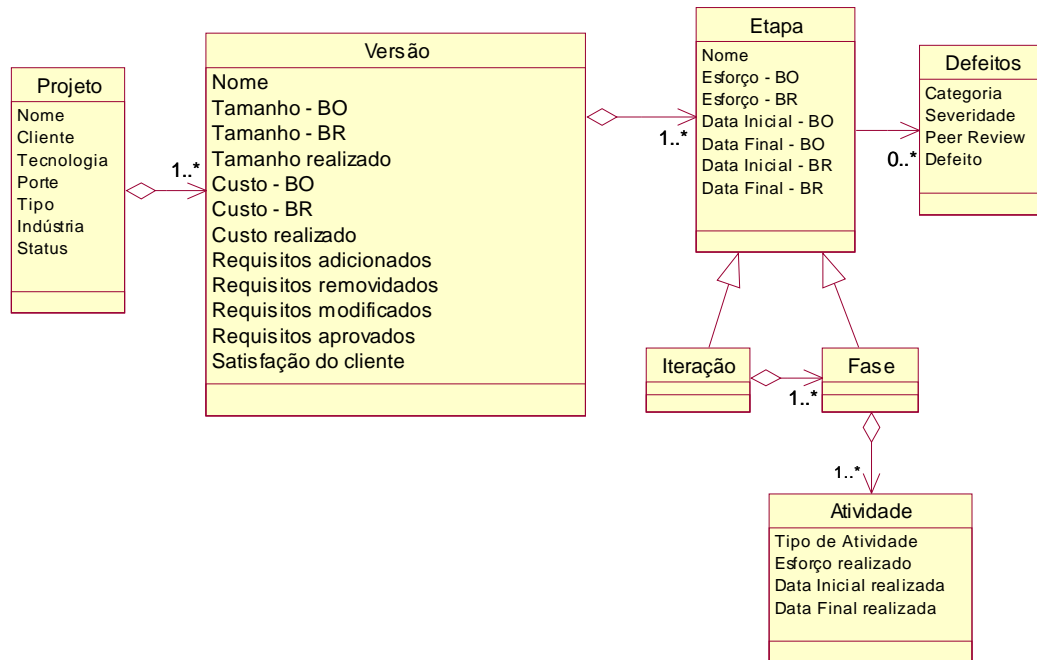 Projeto
Nome
Cliente
Tecnologia
Porte
Tipo
Indústria
Status
1..*
Versão
Nome
Tamanho - BO
Tamanho - BR
Tamanho realizado
Custo - BO
Custo - BR
Custo realizado
Requisitos adicionados
Requisitos removidados
Requisitos modificados
Requisitos aprovados
Satisfação do cliente
1..*
Etapa
Nome
Esforço - BO
Esforço - BR
Data Inicial - BO
Data Final - BO
Data Inicial - BR
Data Final - BR
0..*
Defeitos
Categoria
Severidade
Peer Review
Defeito
Iteração
1..*
Fase
1..*
Atividade
Tipo de Atividade
Esforço realizado
Data Inicial realizada
Data Final realizada